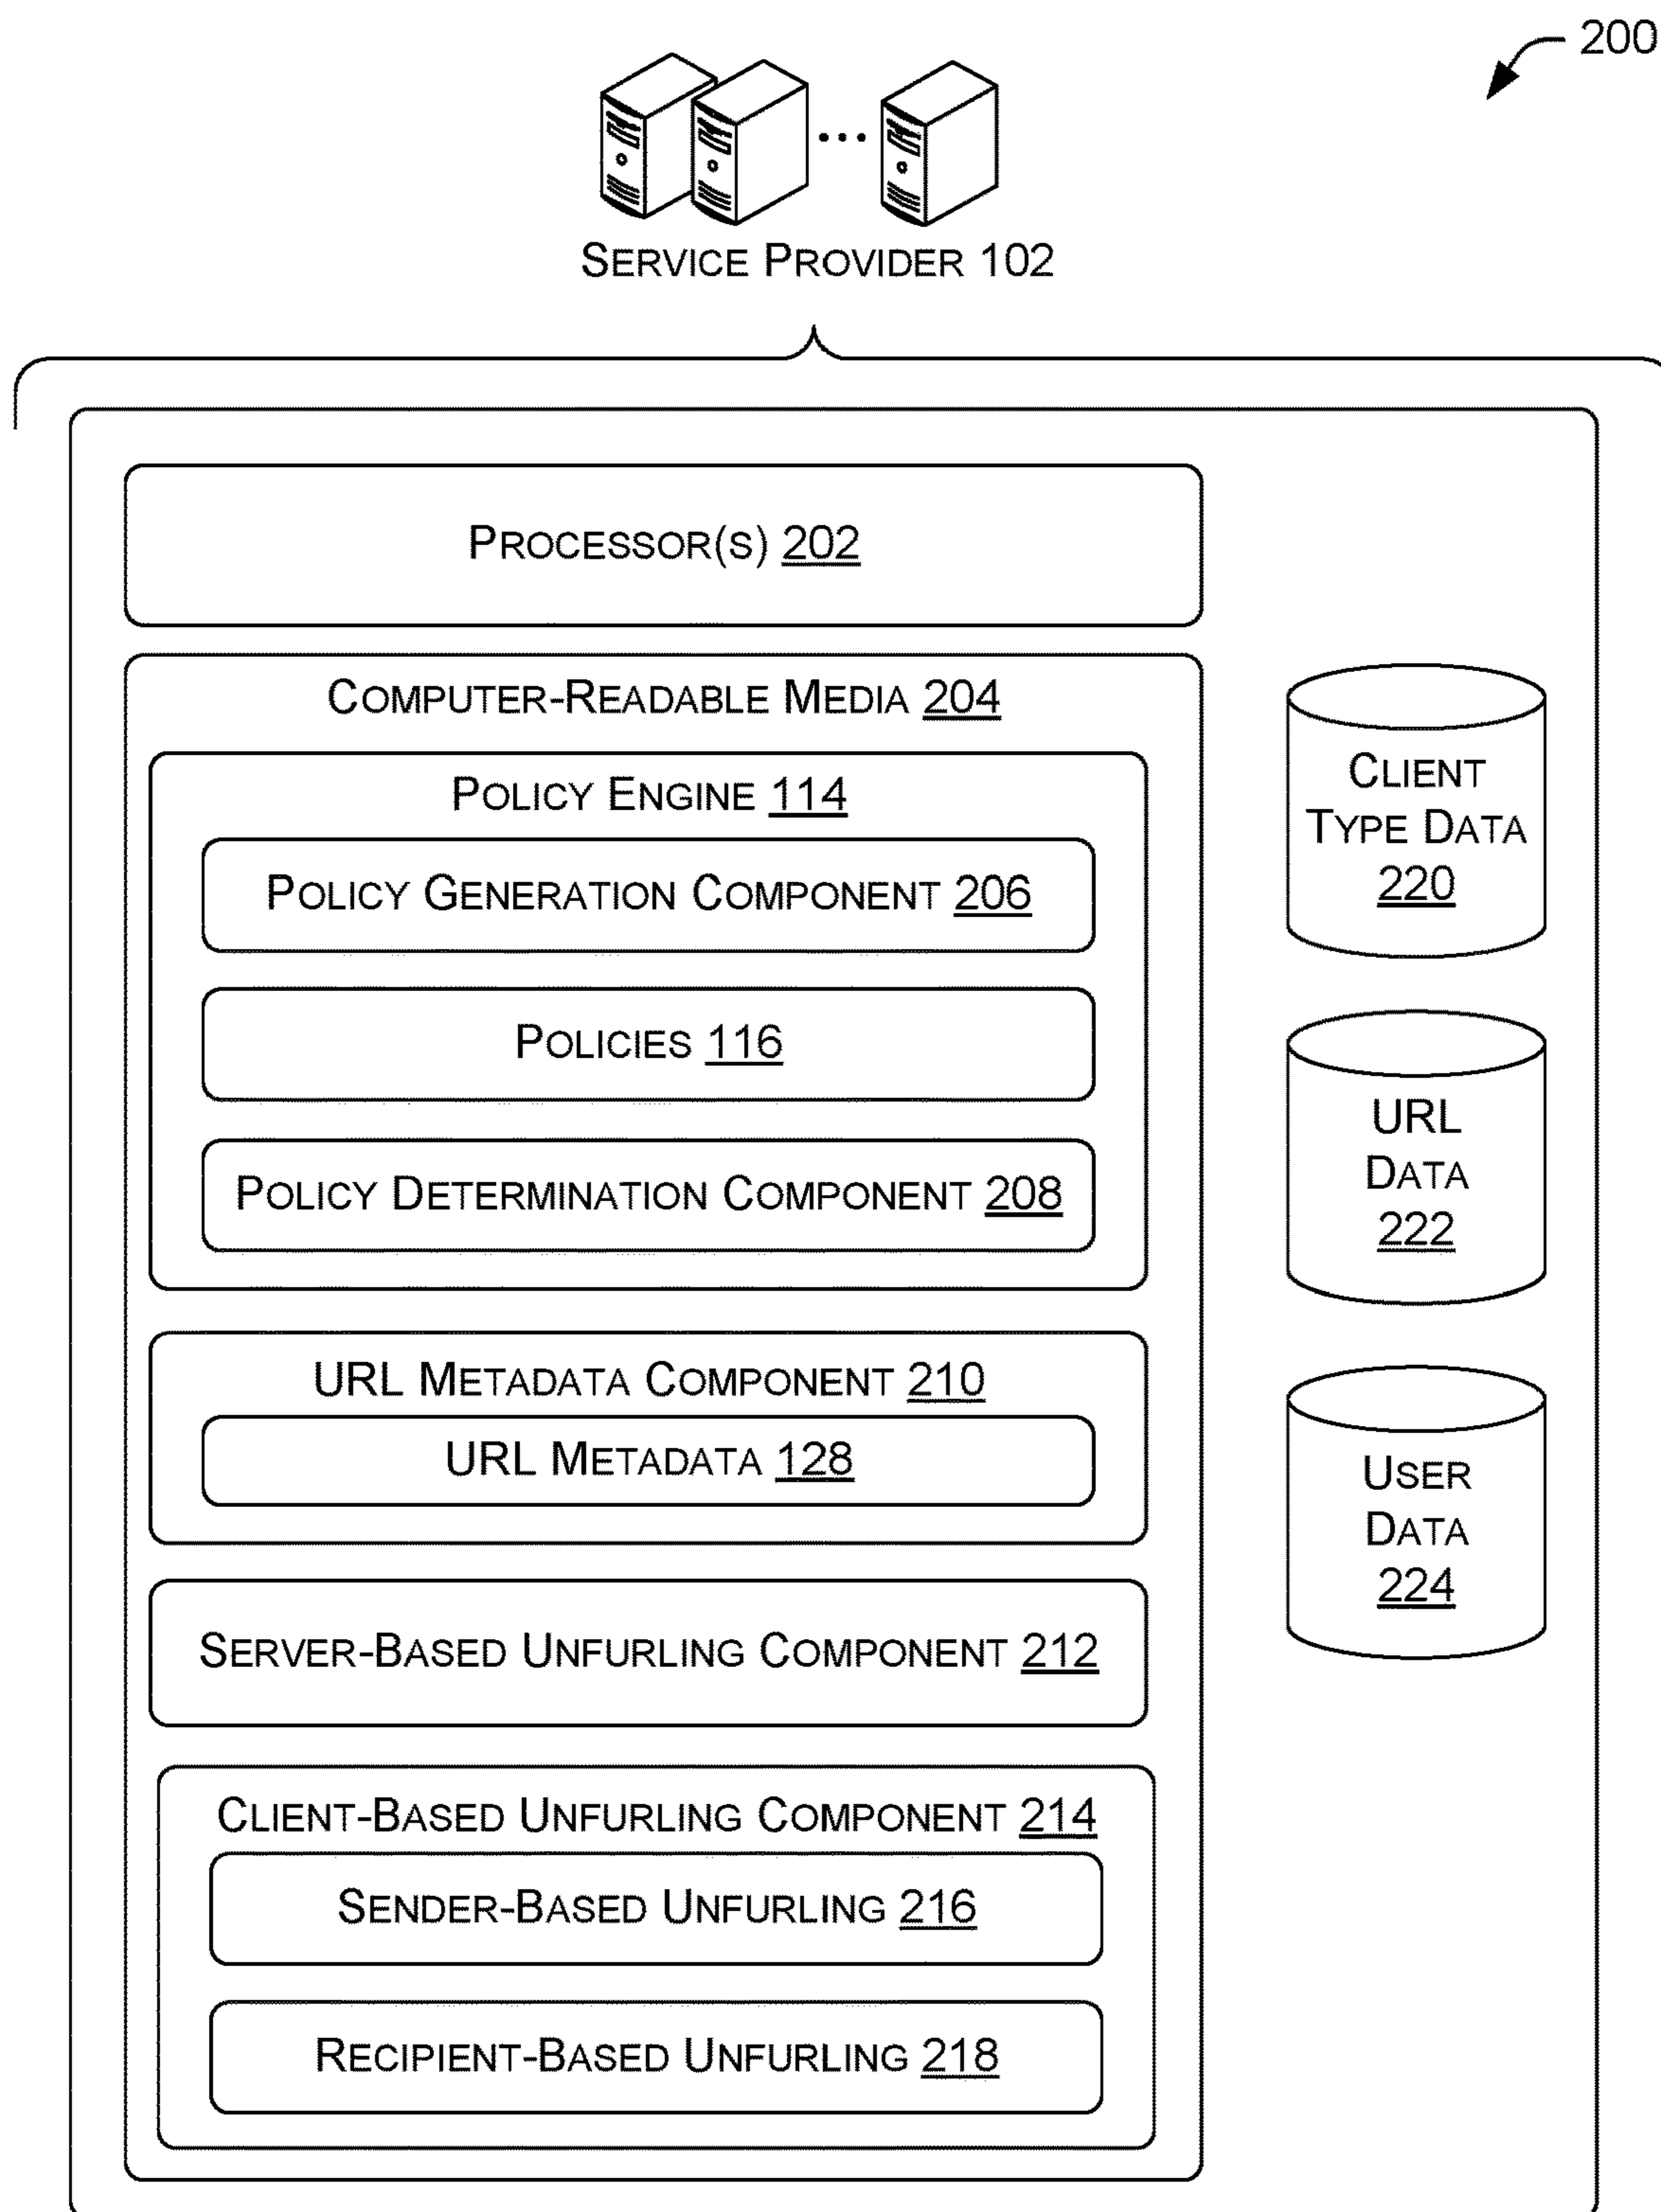 200
SERVICE PROVIDER 102
PROCESSOR(S) 202
COMPUTER-READABLE MEDIA 204
POLICY ENGINE 114
POLICY GENERATION COMPONENT 206
POLICIES 116
POLICY DETERMINATION COMPONENT 208
URL METADATA COMPONENT 210
URL METADATA 128
SERVER-BASED UNFURLING COMPONENT 212
CLIENT-BASED UNFURLING COMPONENT 214
SENDER-BASED UNFURLING 216
RECIPIENT-BASED UNFURLING 218
CLIENT
TYPE DATA
220
URL
DATA
222
USER
DATA
224